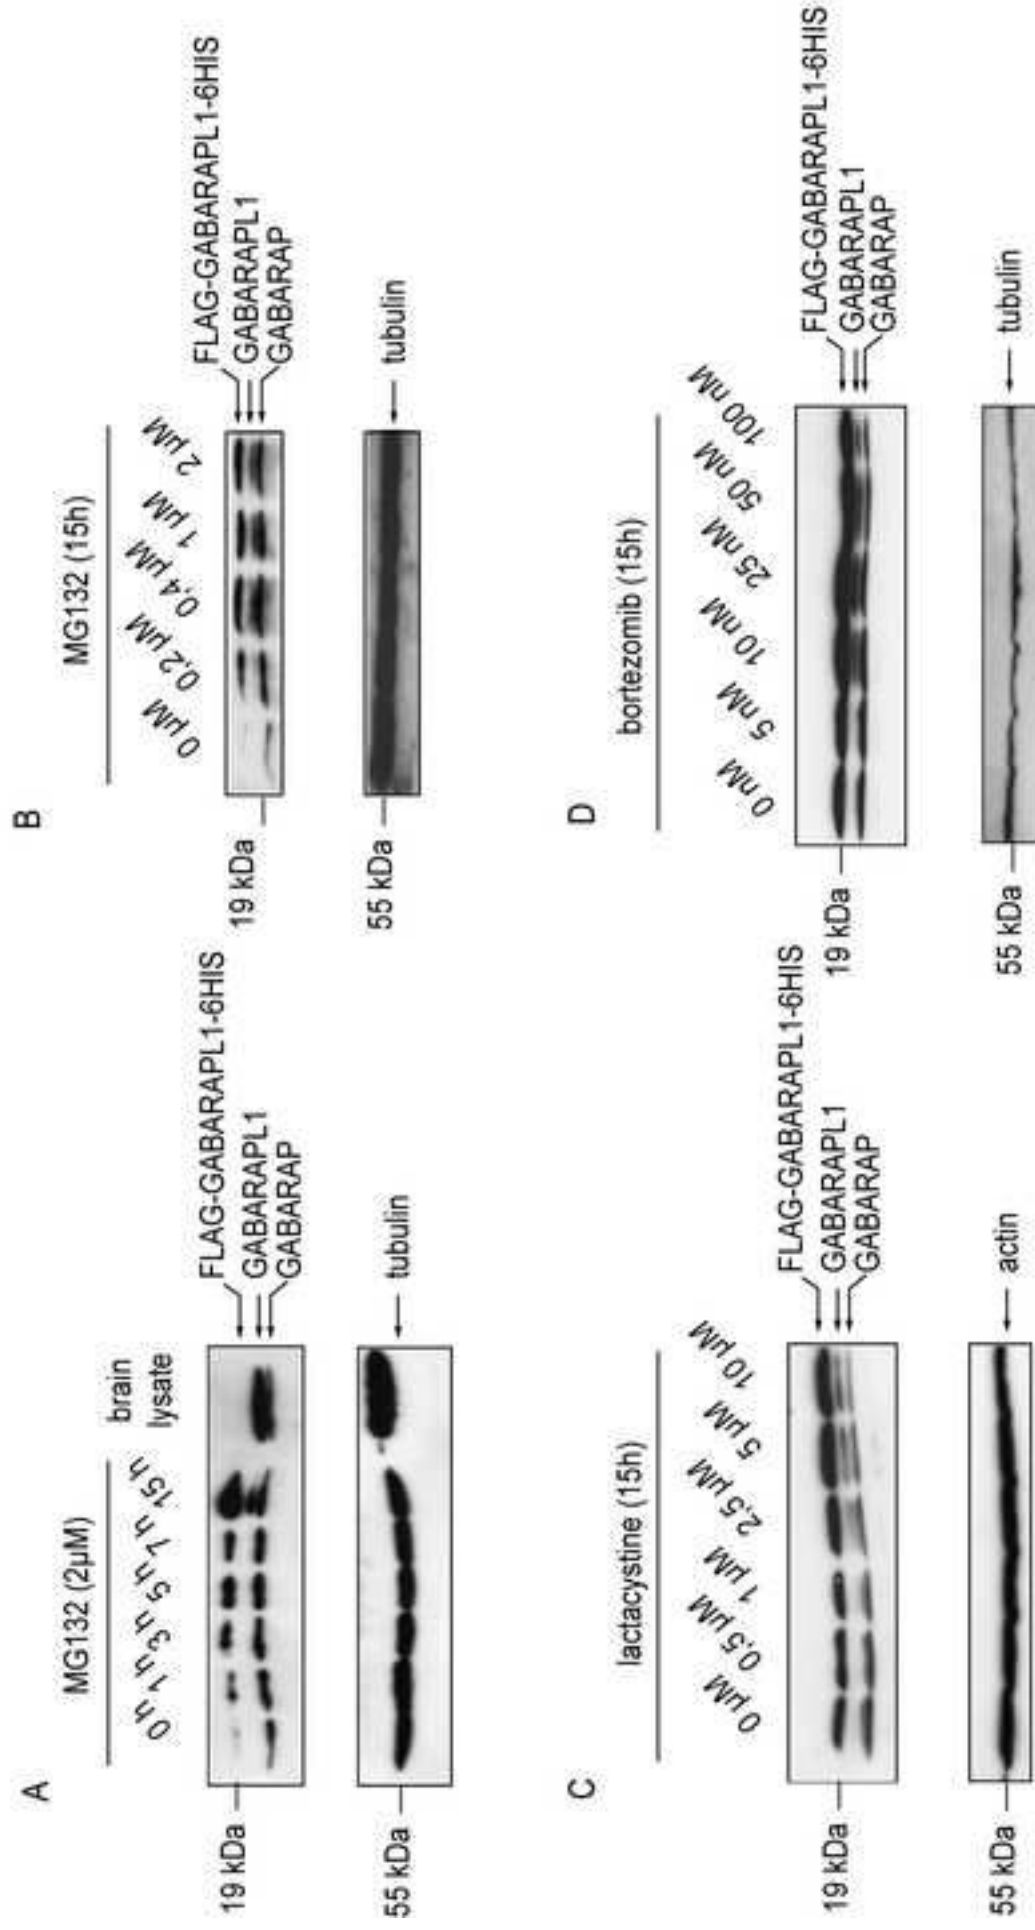 A
MG132 (2µM)
0 h 1 h 3 h 5 h 7 h 15 h
brain
lysate
19 kDa
FLAG-GABARAPL1-6HIS
GABARAPL1
GABARAP
55 kDa
tubulin
B
MG132 (15h)
0 µM 0,2 µM 0,4 µM 1 µM 2 µM
19 kDa
FLAG-GABARAPL1-6HIS
GABARAPL1
GABARAP
55 kDa
tubulin
C
lactacystine (15h)
0 µM 0,5 µM 1 µM 2,5 µM 5 µM 10 µM
19 kDa
FLAG-GABARAPL1-6HIS
GABARAPL1
GABARAP
55 kDa
actin
D
bortezomib (15h)
0 nM 5 nM 10 nM 25 nM 50 nM 100 nM
19 kDa
FLAG-GABARAPL1-6HIS
GABARAPL1
GABARAP
55 kDa
tubulin